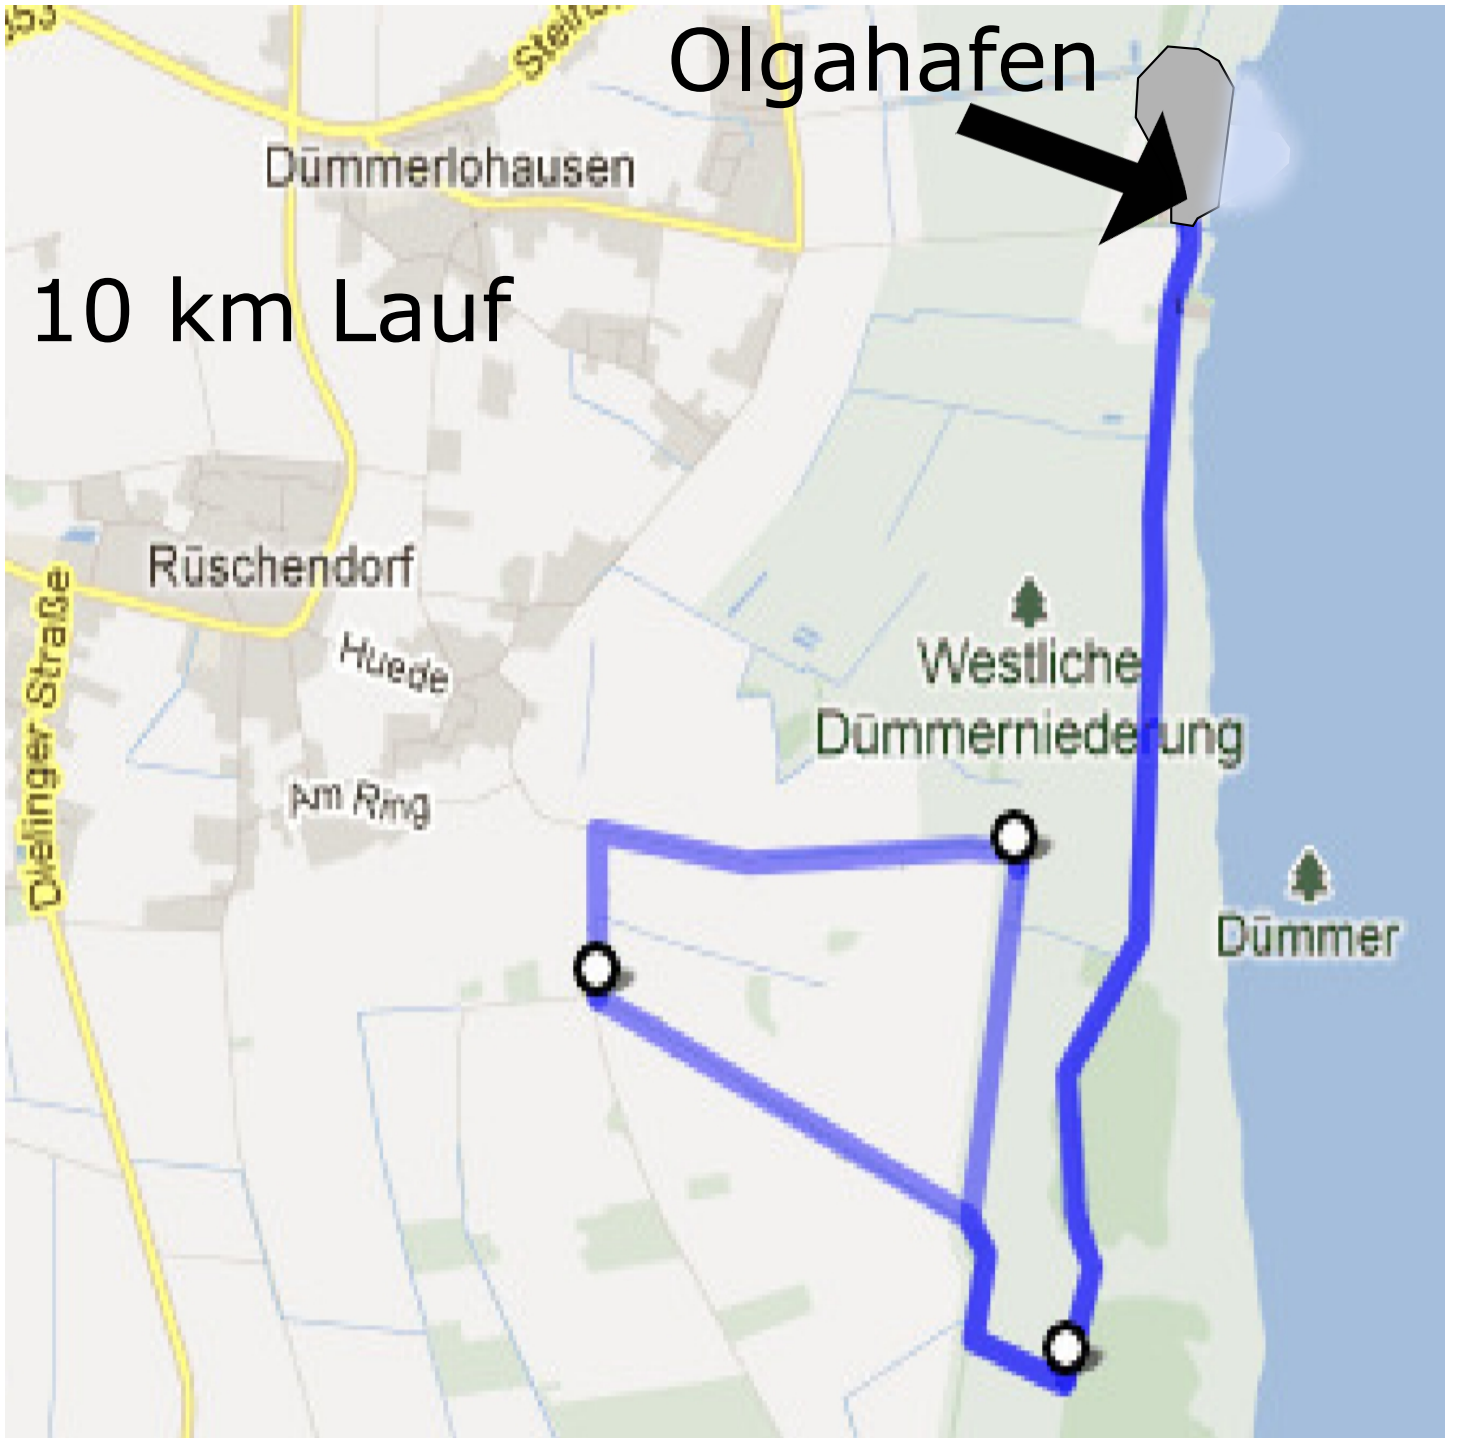 Olgahafen
Dümmerlohausen
10 km Lauf
Rüschendorf
Huede
Westliche
Dümmerniederung
Am Ring
Dielinger Straße
Dümmer